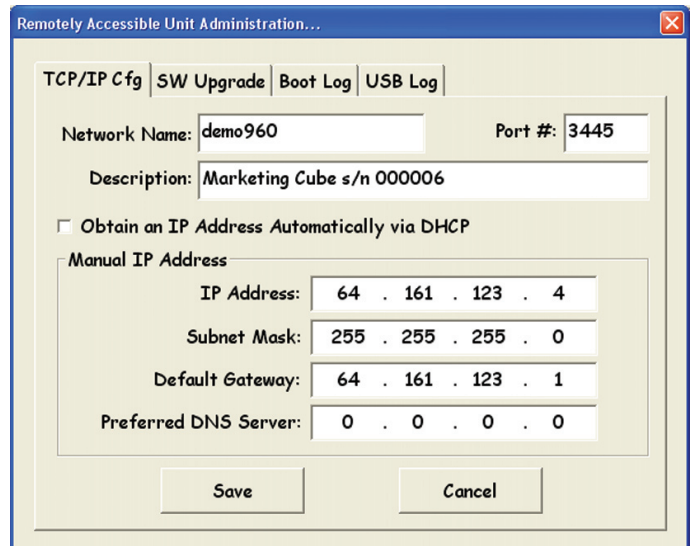 Remotely Accessible Unit Administration...
TCP/IP Cfg SW Upgrade Boot Log USB Log
Network Name: demo960 Port #: 3445
Description: Marketing Cube s/n 000006
Obtain an IP Address Automatically via DHCP
Manual IP Address
IP Address: 64 . 161 . 123 . 4
Subnet Mask: 255 . 255 . 255 . 0
Default Gateway: 64 . 161 . 123 . 1
Preferred DNS Server: 0 . 0 . 0 . 0
Save Cancel